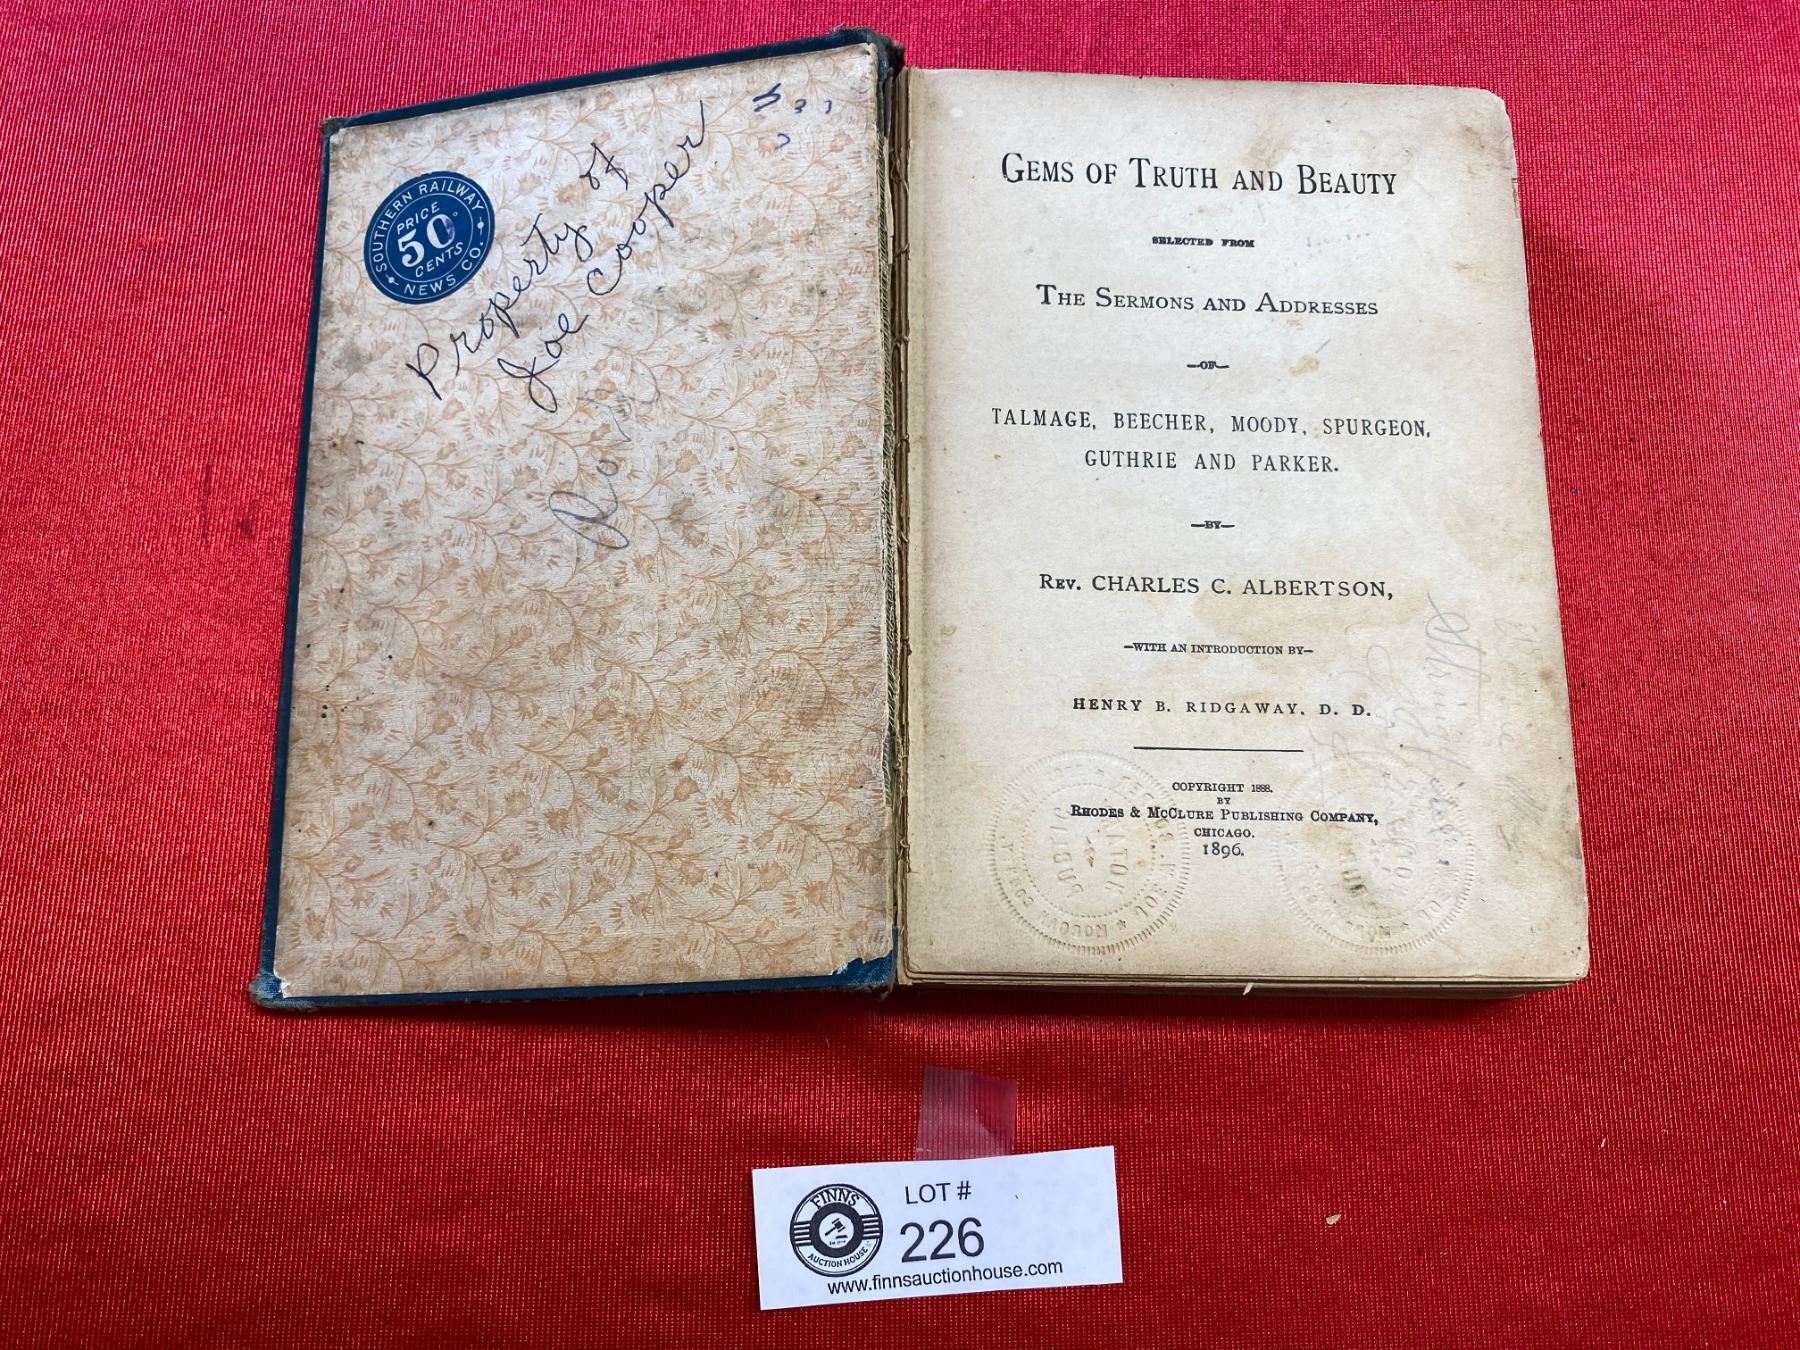 SOUTHERN RAILWAY NEWS CO.
PRICE
50
CENTS
Property of
Joe Cooper
GEMS OF TRUTH AND BEAUTY
SELECTED FROM
THE SERMONS AND ADDRESSES
—OF—
TALMAGE, BEECHER, MOODY, SPURGEON,
GUTHRIE AND PARKER.
—BY—
REV. CHARLES C. ALBERTSON,
—WITH AN INTRODUCTION BY—
HENRY B. RIDGAWAY, D. D.
COPYRIGHT 1888.
BY
RHODES & MCCLURE PUBLISHING COMPANY,
CHICAGO.
1896.
FINNS
AUCTION HOUSE
LOT #
226
www.finnsauctionhouse.com